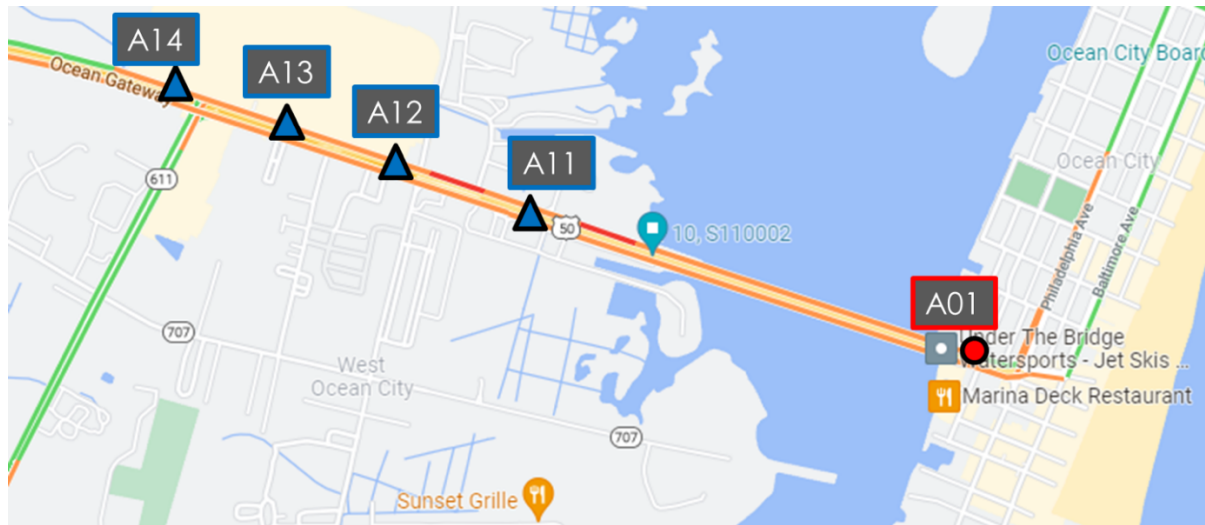 A14
Ocean Gateway
A13
A12
A11
611
50
10, S110002
Ocean City Board
Ocean City
Philadelphia Ave
Baltimore Ave
A01
Under The Bridge
Watersports - Jet Skis ...
Marina Deck Restaurant
707
West
Ocean City
707
Sunset Grille